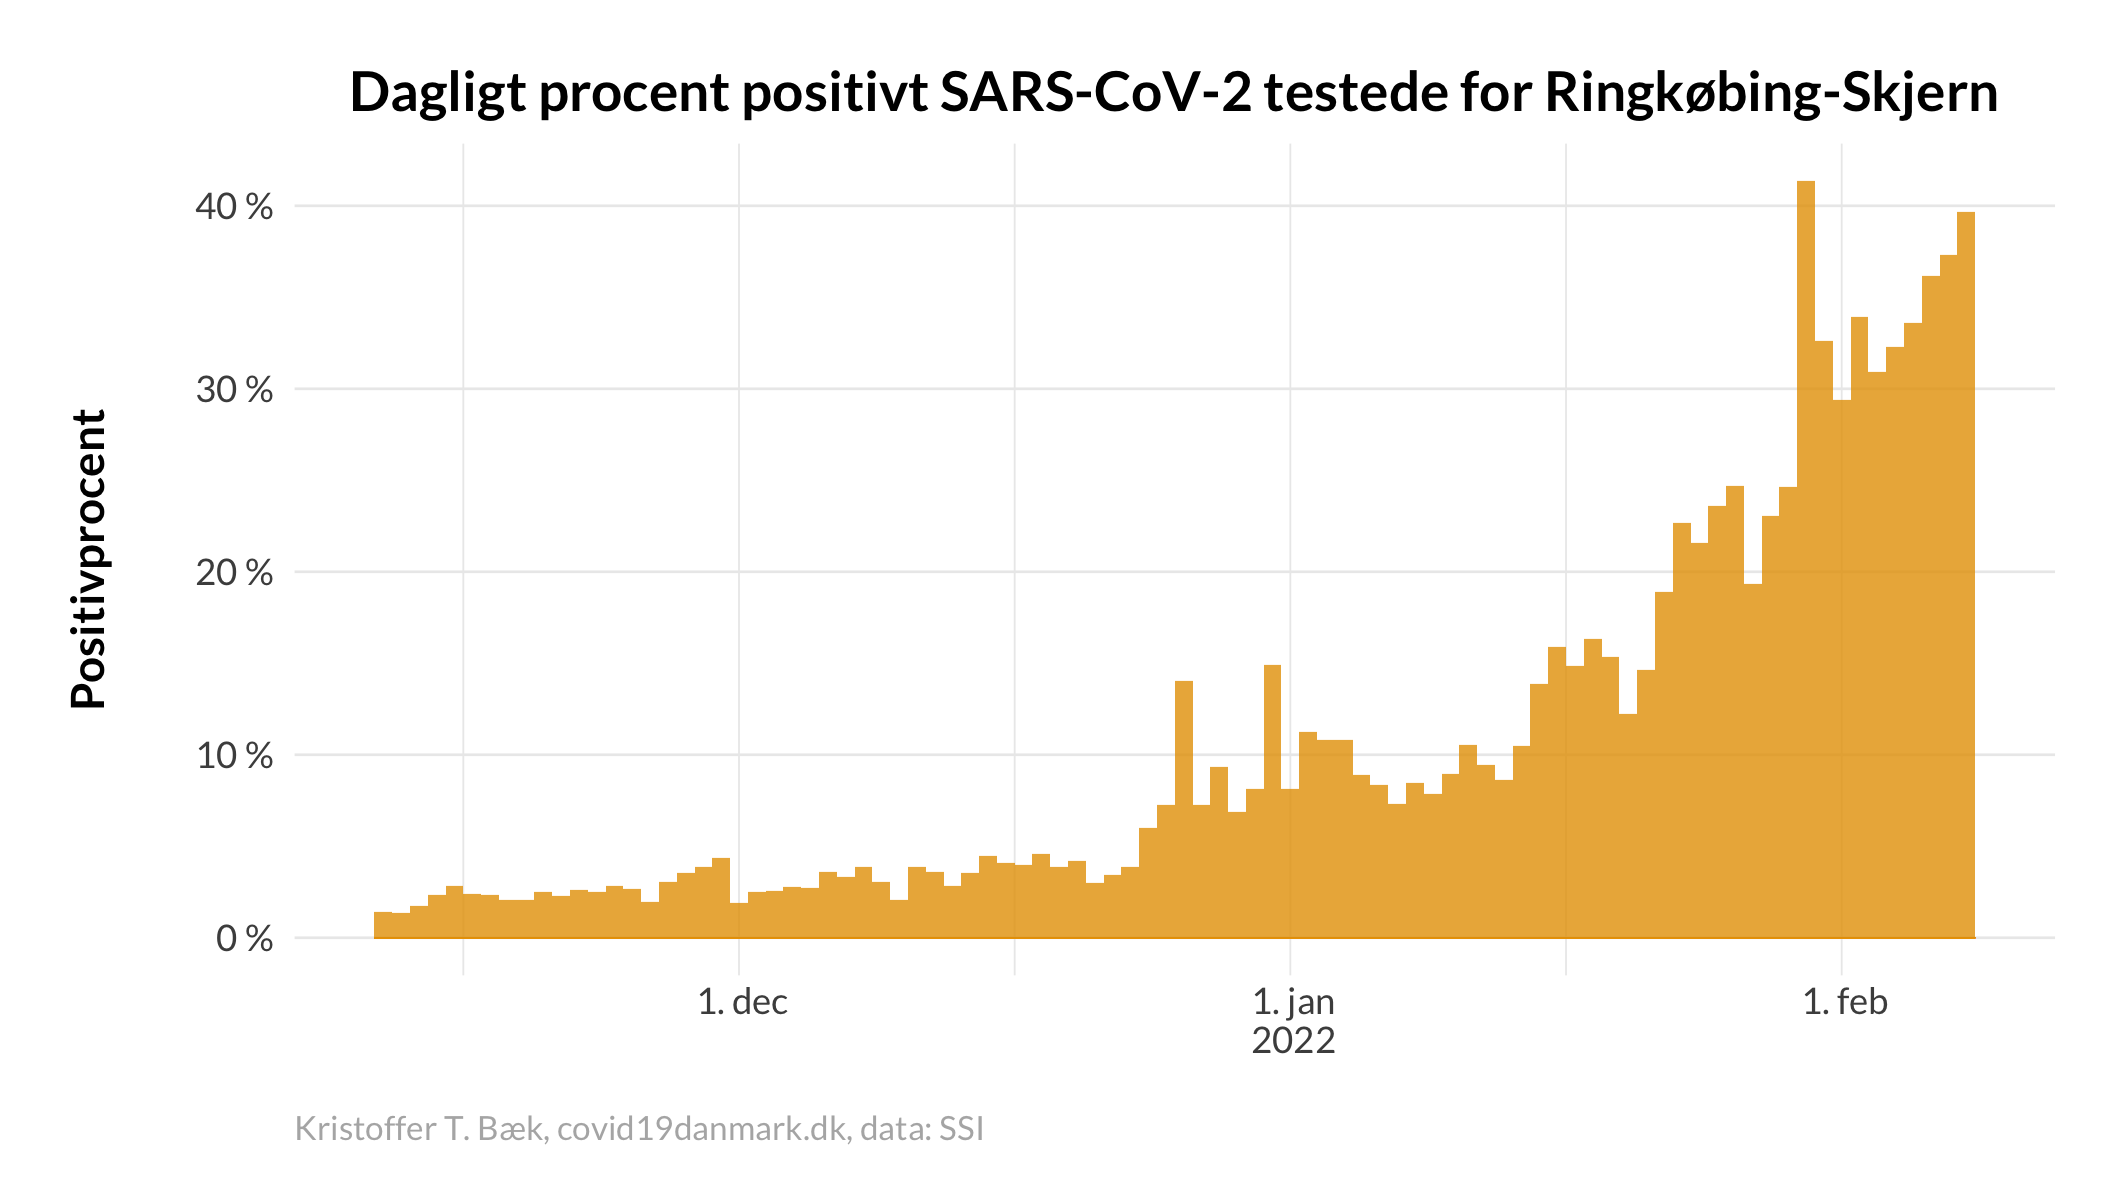 Dagligt procent positivt SARS-CoV-2 testede for Ringkøbing-Skjern
Positivprocent
40 %
30 %
20 %
10 %
0 %
1. dec
1. jan
2022
1. feb
Kristoffer T. Bæk, covid19danmark.dk, data: SSI